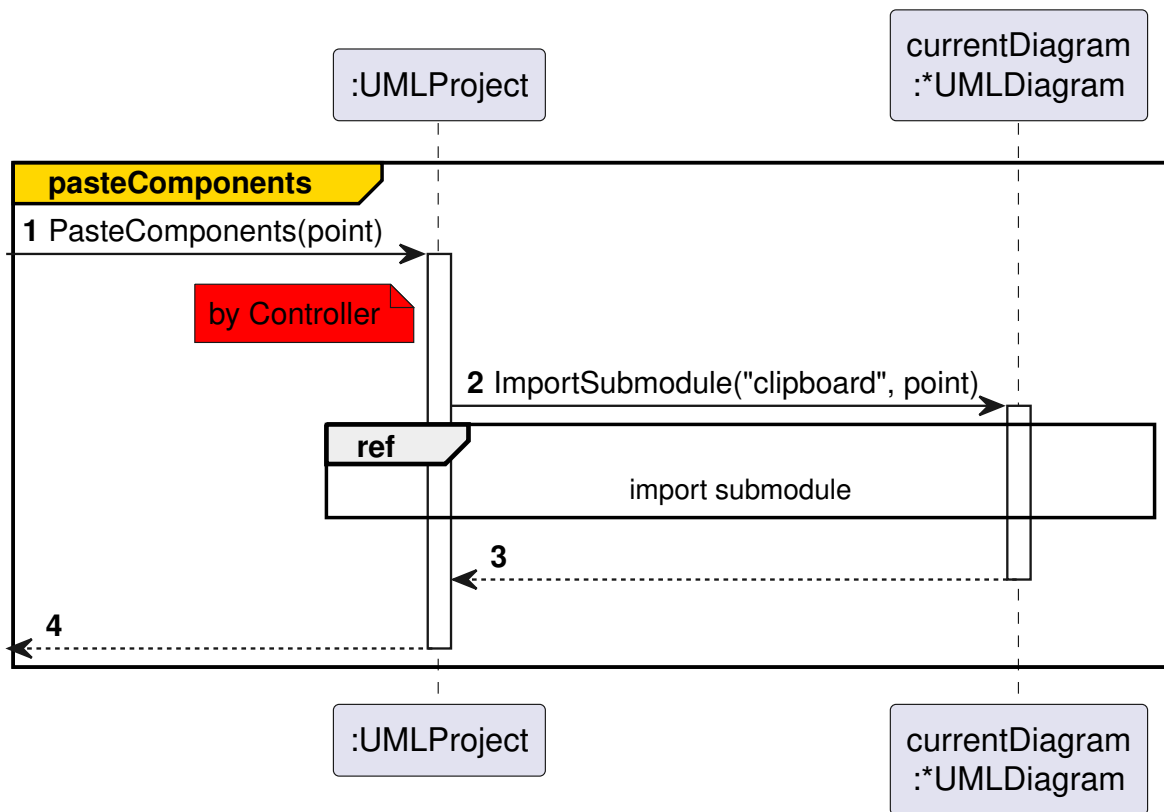 :UMLProject
currentDiagram
:*UMLDiagram
pasteComponents
1 PasteComponents(point)
by Controller
2 ImportSubmodule("clipboard", point)
ref
import submodule
3
4
:UMLProject
currentDiagram
:*UMLDiagram